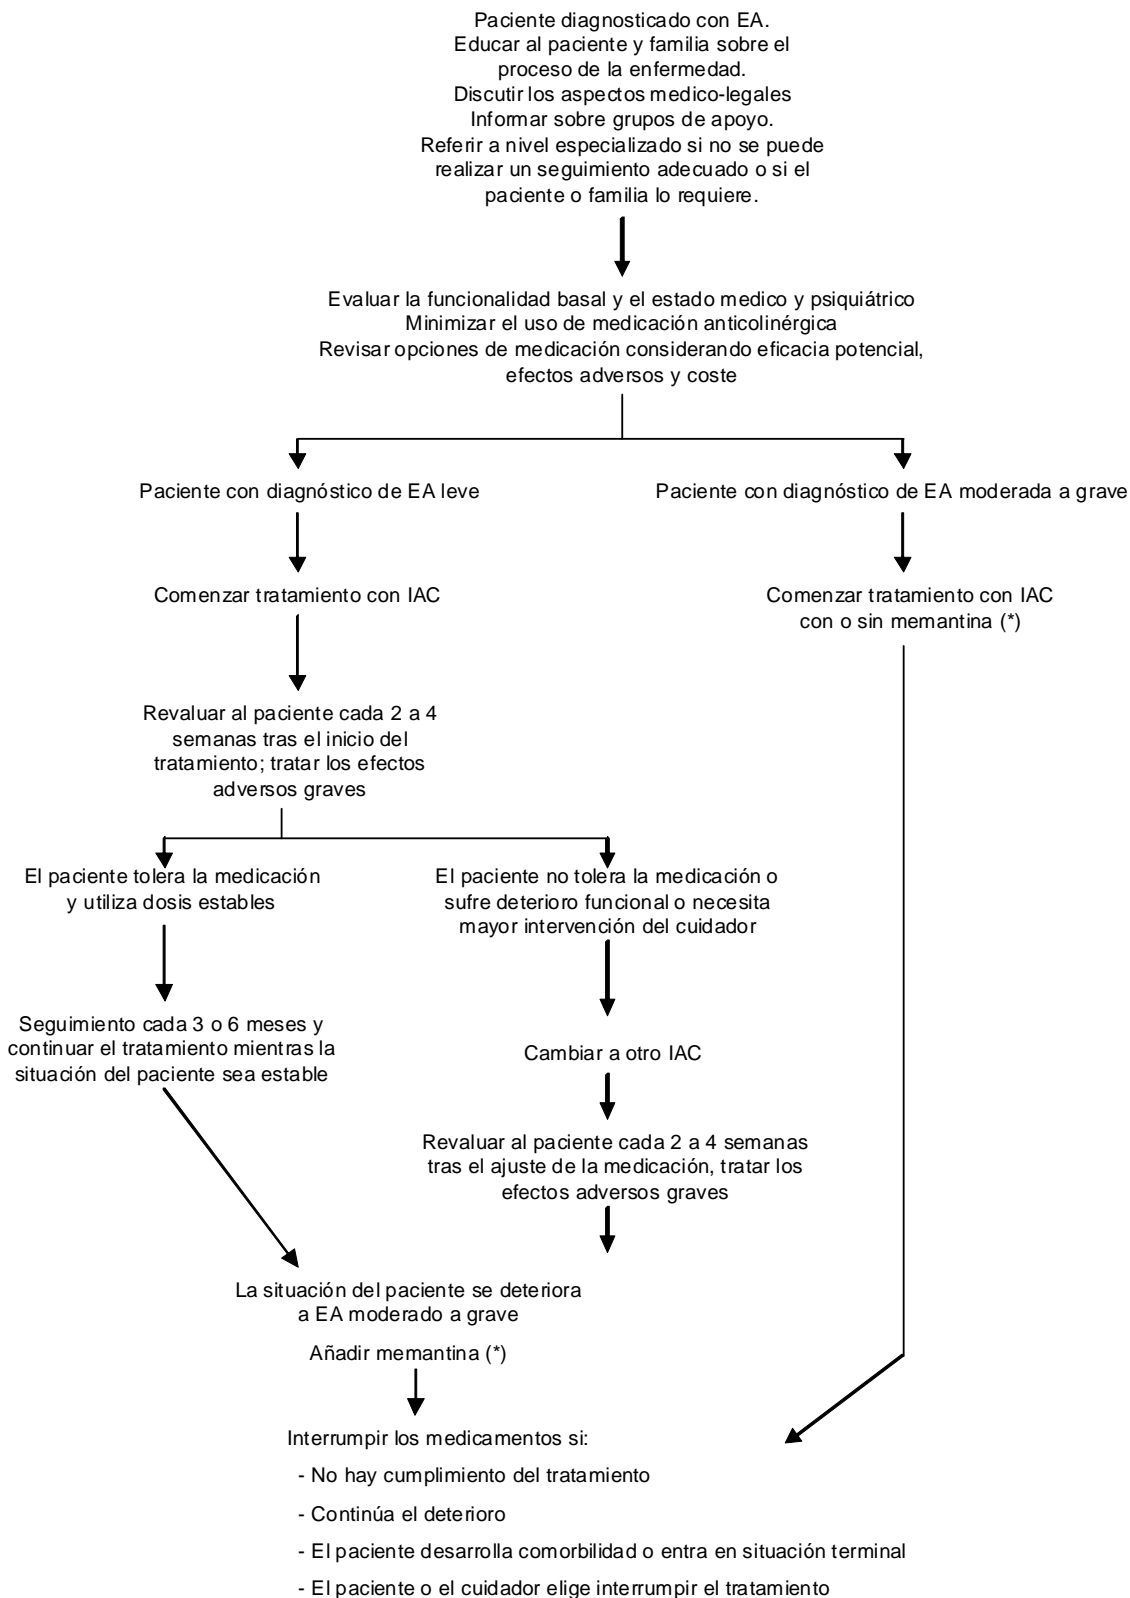 Paciente diagnosticado con EA.
Educar al paciente y familia sobre el
proceso de la enfermedad.
Discutir los aspectos medico-legales
Informar sobre grupos de apoyo.
Referir a nivel especializado si no se puede
realizar un seguimiento adecuado o si el
paciente o familia lo requiere.
Evaluar la funcionalidad basal y el estado medico y psiquiátrico
Minimizar el uso de medicación anticolinérgica
Revisar opciones de medicación considerando eficacia potencial,
efectos adversos y coste
Paciente con diagnóstico de EA leve
Paciente con diagnóstico de EA moderada a grave
Comenzar tratamiento con IAC
Comenzar tratamiento con IAC
con o sin memantina (*)
Revaluar al paciente cada 2 a 4
semanas tras el inicio del
tratamiento; tratar los efectos
adversos graves
El paciente tolera la medicación
y utiliza dosis estables
El paciente no tolera la medicación o
sufre deterioro funcional o necesita
mayor intervención del cuidador
Seguimiento cada 3 o 6 meses y
continuar el tratamiento mientras la
situación del paciente sea estable
Cambiar a otro IAC
Revaluar al paciente cada 2 a 4 semanas
tras el ajuste de la medicación, tratar los
efectos adversos graves
La situación del paciente se deteriora
a EA moderado a grave
Añadir memantina (*)
Interrumpir los medicamentos si:
- No hay cumplimiento del tratamiento
- Continúa el deterioro
- El paciente desarrolla comorbilidad o entra en situación terminal
- El paciente o el cuidador elige interrumpir el tratamiento